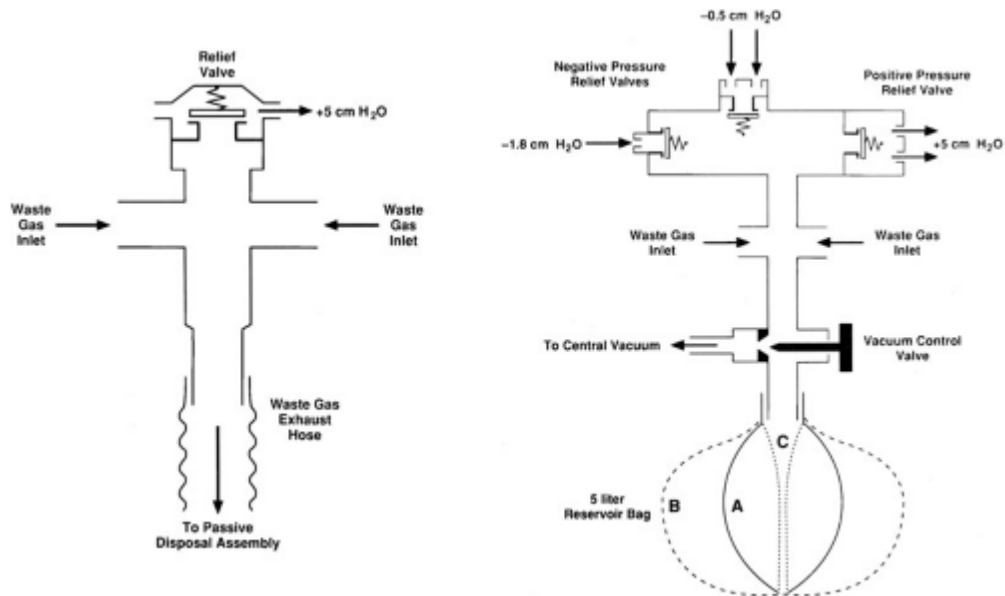 Relief
Valve
+5 cm H₂O
Waste
Gas
Inlet
Waste
Gas
Inlet
Waste Gas
Exhaust
Hose
To Passive
Disposal Assembly
–0.5 cm H₂O
Negative Pressure
Relief Valves
Positive Pressure
Relief Valve
–1.8 cm H₂O
+5 cm H₂O
Waste Gas
Inlet
Waste Gas
Inlet
To Central Vacuum
Vacuum Control
Valve
C
5 liter
Reservoir Bag
B
A